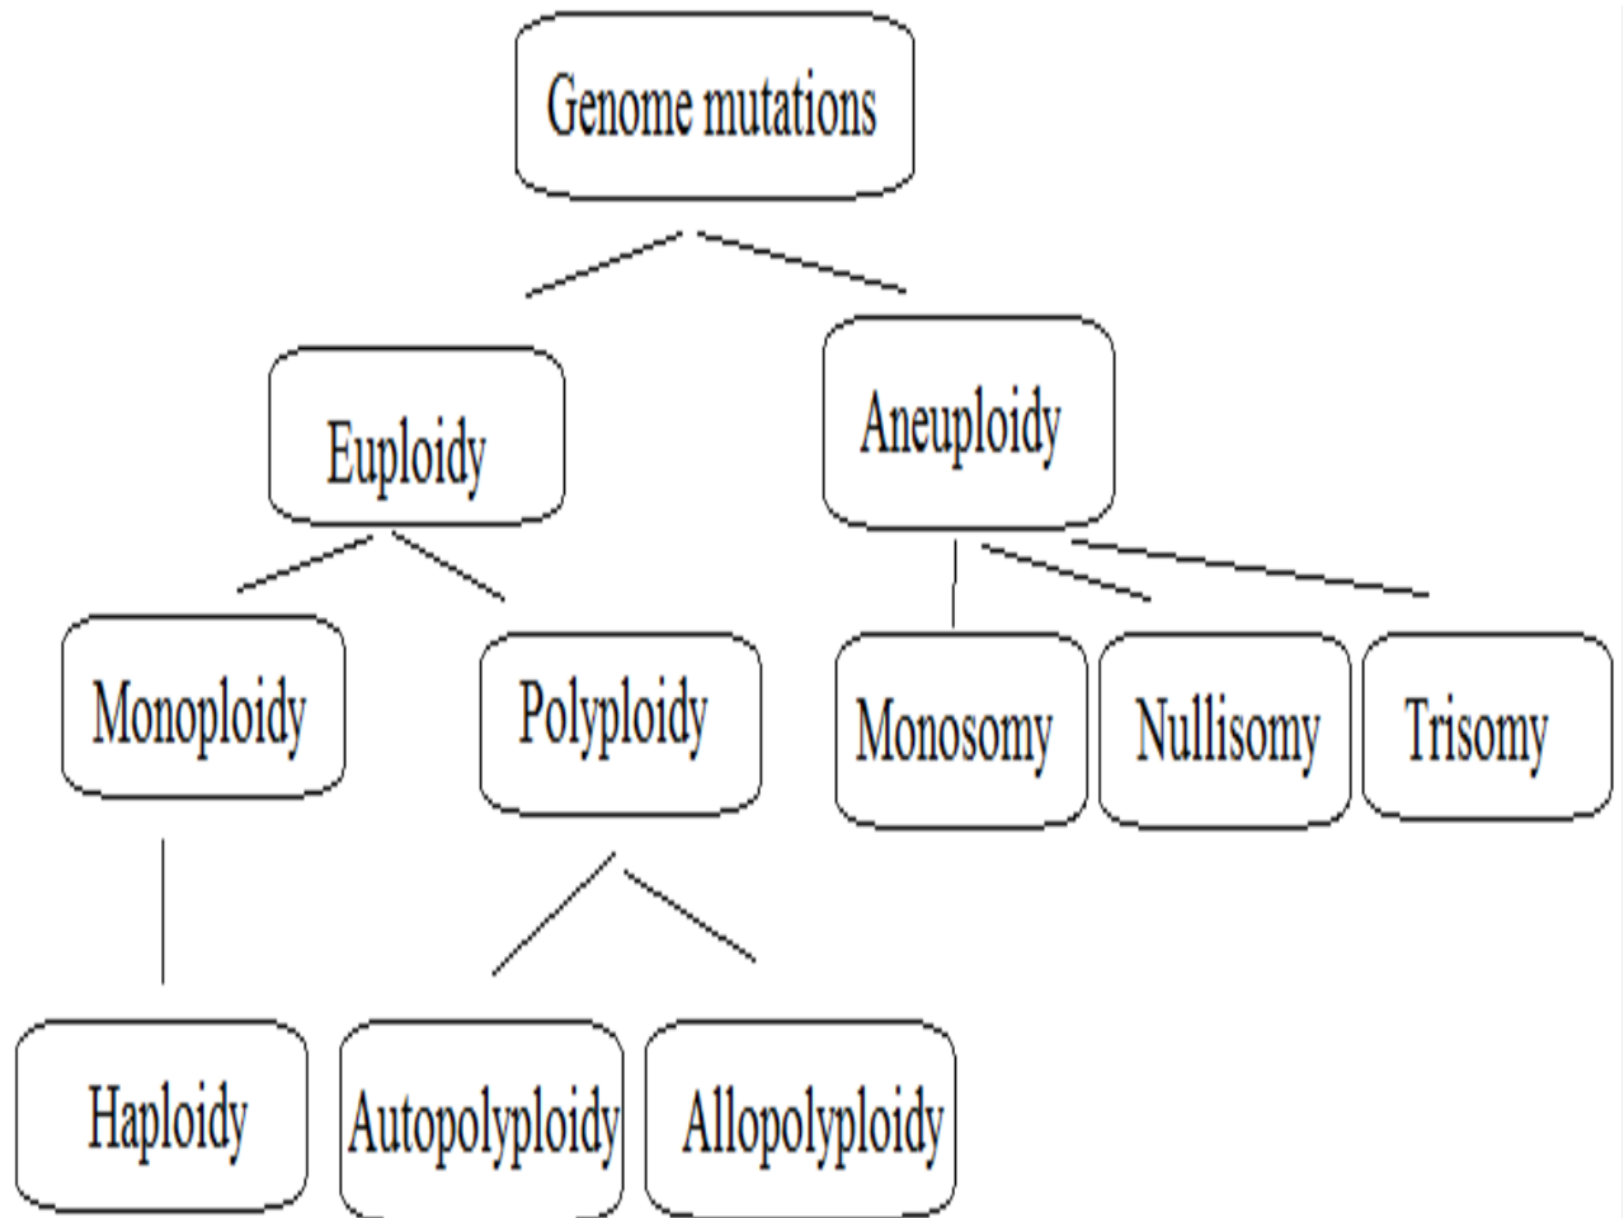 Genome mutations
Euploidy
Aneuploidy
Monoploidy
Polyploidy
Monosomy
Nullisomy
Trisomy
Haploidy
Autopolyploidy
Allopolyploidy